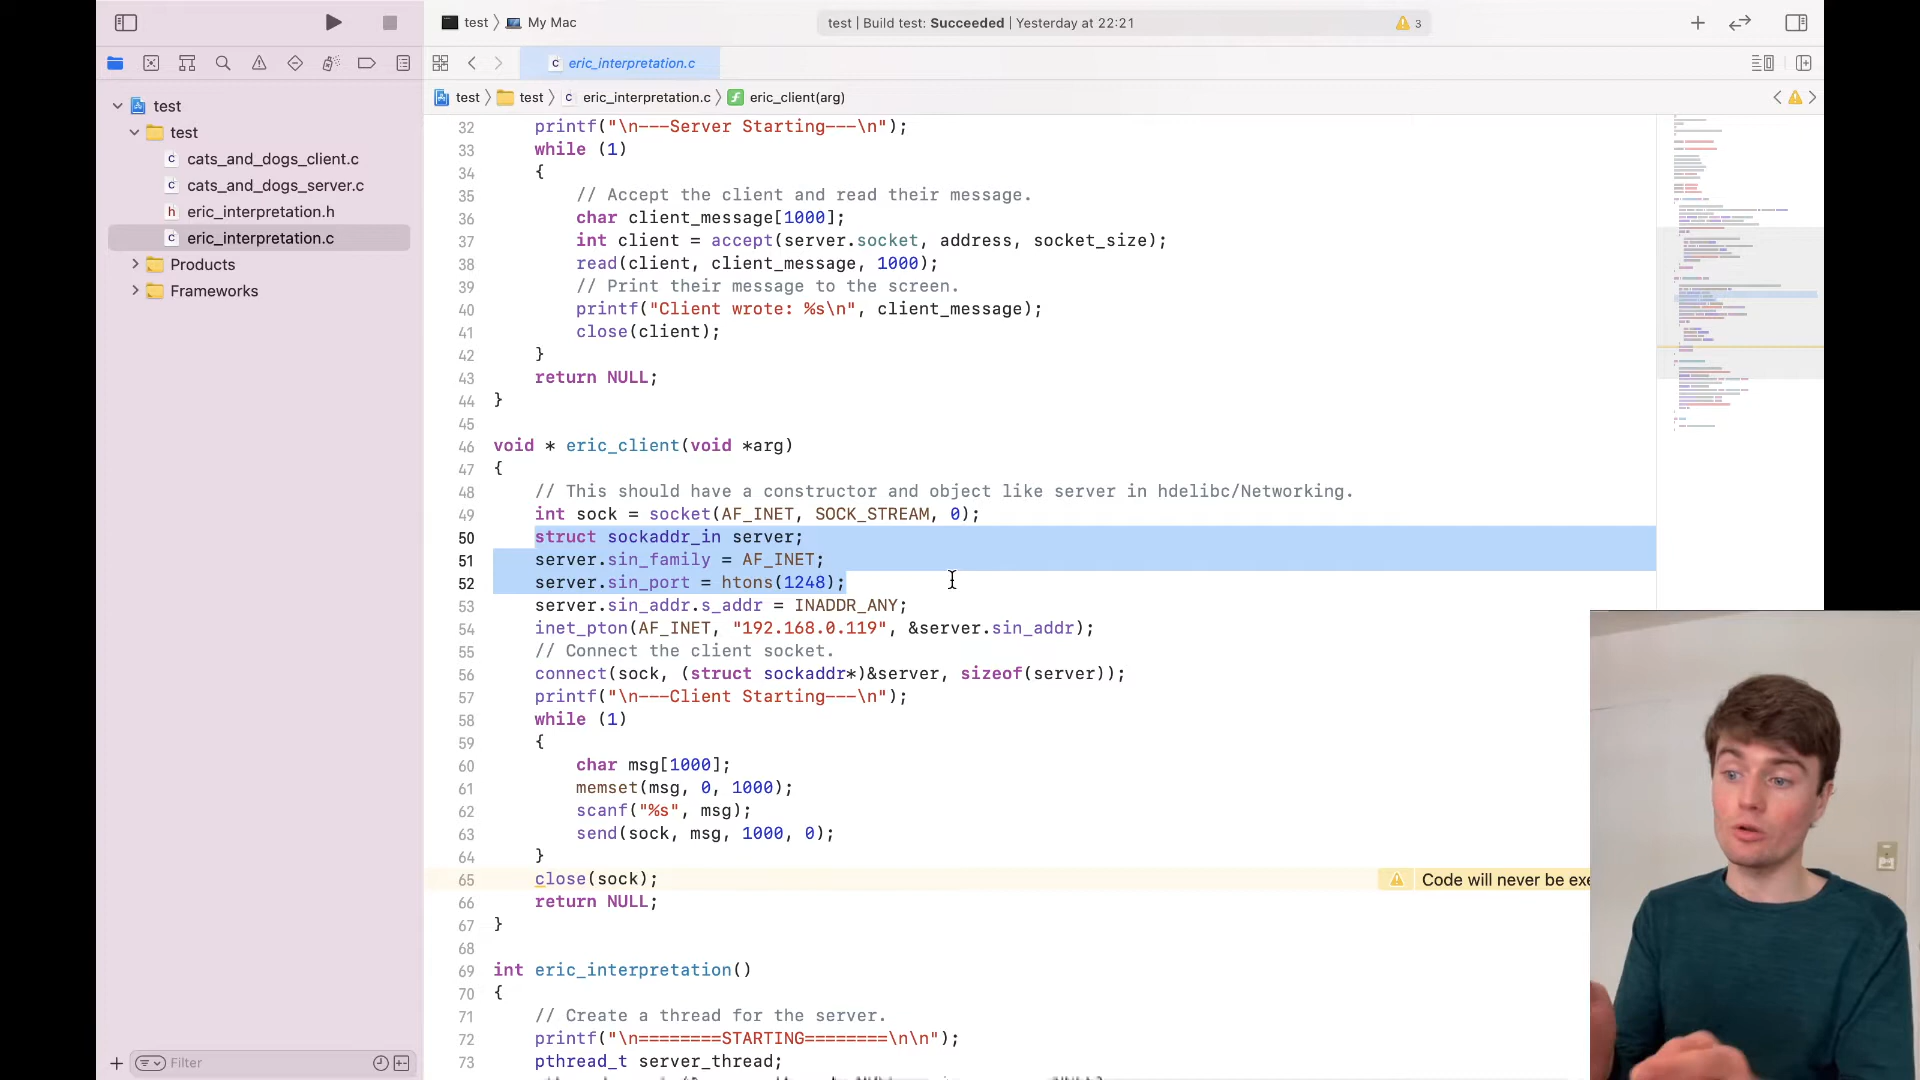 test
My Mac
test | Build test: Succeeded | Yesterday at 22:21
3
eric_interpretation.c
test
test
eric_interpretation.c
eric_client(arg)
test
test
cats_and_dogs_client.c
cats_and_dogs_server.c
eric_interpretation.h
eric_interpretation.c
Products
Frameworks
Filter
32 printf("\n---Server Starting---\n");
33 while (1)
34 {
35 // Accept the client and read their message.
36 char client_message[1000];
37 int client = accept(server.socket, address, socket_size);
38 read(client, client_message, 1000);
39 // Print their message to the screen.
40 printf("Client wrote: %s\n", client_message);
41 close(client);
42 }
43 return NULL;
44 }
45
46 void * eric_client(void *arg)
47 {
48 // This should have a constructor and object like server in hdelibc/Networking.
49 int sock = socket(AF_INET, SOCK_STREAM, 0);
50 struct sockaddr_in server;
51 server.sin_family = AF_INET;
52 server.sin_port = htons(1248);
53 server.sin_addr.s_addr = INADDR_ANY;
54 inet_pton(AF_INET, "192.168.0.119", &server.sin_addr);
55 // Connect the client socket.
56 connect(sock, (struct sockaddr*)&server, sizeof(server));
57 printf("\n---Client Starting---\n");
58 while (1)
59 {
60 char msg[1000];
61 memset(msg, 0, 1000);
62 scanf("%s", msg);
63 send(sock, msg, 1000, 0);
64 }
65 close(sock);
Code will never be exe
66 return NULL;
67 }
68
69 int eric_interpretation()
70 {
71 // Create a thread for the server.
72 printf("\n========STARTING========\n\n");
73 pthread_t server_thread;